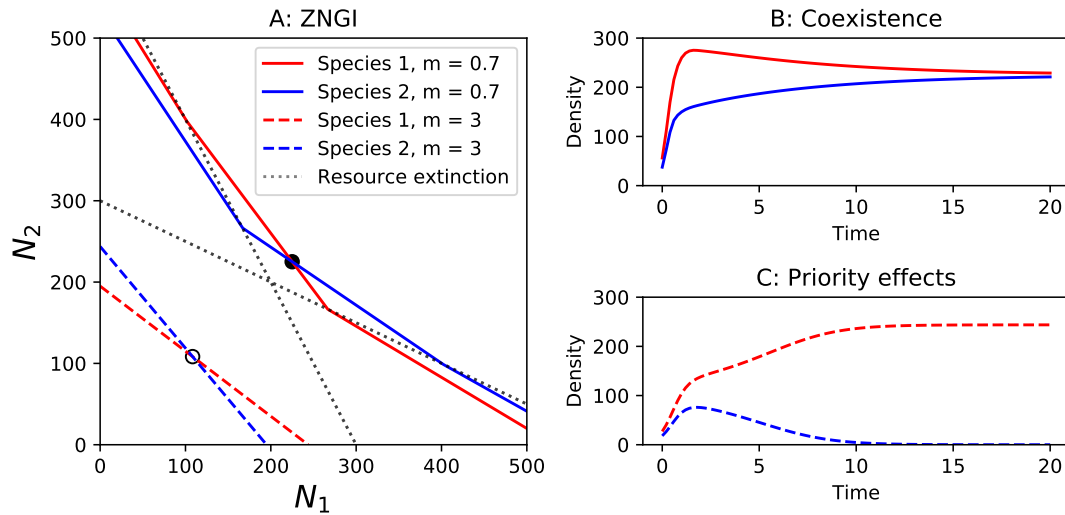 A: ZNGI
500
400
300
200
100
0
N2
0 100 200 300 400 500
N1
Species 1, m = 0.7
Species 2, m = 0.7
Species 1, m = 3
Species 2, m = 3
Resource extinction
B: Coexistence
300
200
100
0
Density
0 5 10 15 20
Time
C: Priority effects
300
200
100
0
Density
0 5 10 15 20
Time